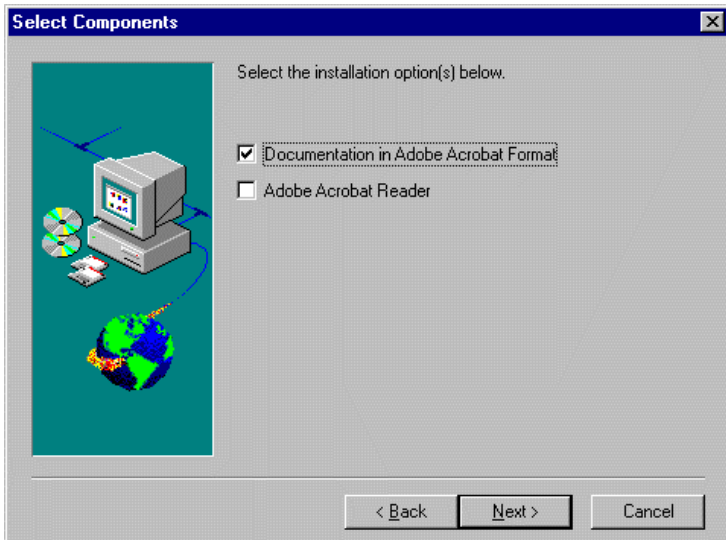 Select Components
Select the installation option(s) below.
Documentation in Adobe Acrobat Format
Adobe Acrobat Reader
< Back
Next >
Cancel